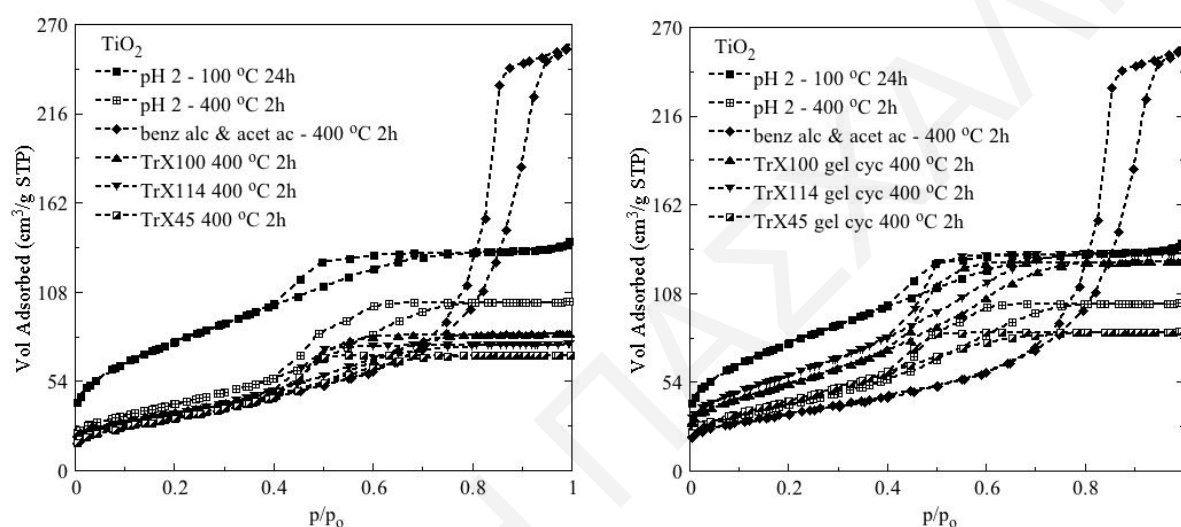 270
216
162
108
54
0
Vol Adsorbed (cm³/g STP)
TiO₂
pH 2 - 100 °C 24h
pH 2 - 400 °C 2h
benz alc & acet ac - 400 °C 2h
TrX100 400 °C 2h
TrX114 400 °C 2h
TrX45 400 °C 2h
0 0.2 0.4 0.6 0.8 1
p/pₒ
270
216
162
108
54
0
Vol Adsorbed (cm³/g STP)
TiO₂
pH 2 - 100 °C 24h
pH 2 - 400 °C 2h
benz alc & acet ac - 400 °C 2h
TrX100 gel cyc 400 °C 2h
TrX114 gel cyc 400 °C 2h
TrX45 gel cyc 400 °C 2h
0 0.2 0.4 0.6 0.8
p/pₒ